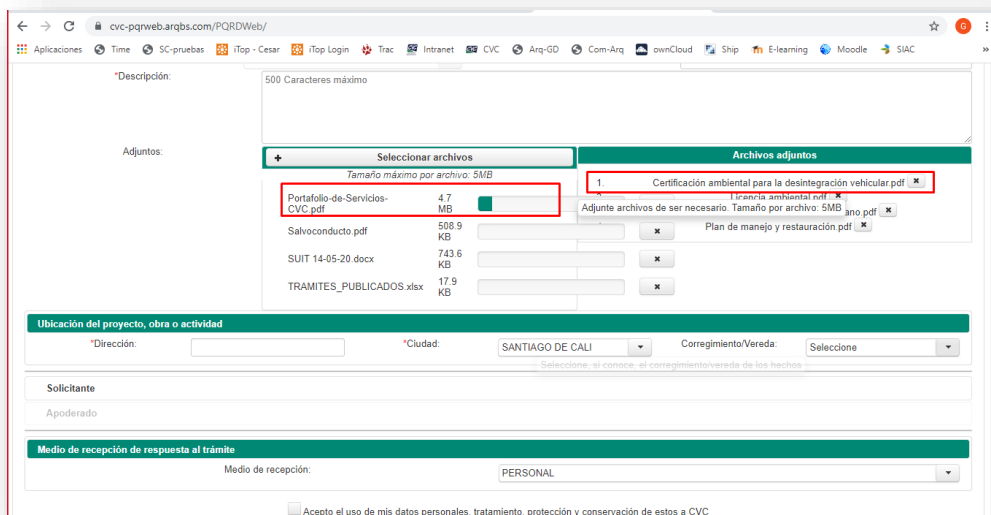 cvc-pqrweb.arqbs.com/PQRDWeb/
G
Aplicaciones Time SC-pruebas iTop - Cesar iTop Login Trac Intranet CVC Arq-GD Com-Arq ownCloud Ship E-learning Moodle SIAC »
*Descripción:
500 Caracteres máximo
Adjuntos:
+ Seleccionar archivos
Tamaño máximo por archivo: 5MB
Portafolio-de-Servicios-CVC.pdf 4.7 MB
Salvoconducto.pdf 508.9 KB
SUIT 14-05-20.docx 743.6 KB
TRAMITES_PUBLICADOS.xlsx 17.9 KB
Archivos adjuntos
1. Certificación ambiental para la desintegración vehicular.pdf
Licencia ambiental.pdf
Adjunte archivos de ser necesario. Tamaño por archivo: 5MB
ano.pdf
Plan de manejo y restauración.pdf
Ubicación del proyecto, obra o actividad
*Dirección:
*Ciudad: SANTIAGO DE CALI
Corregimiento/Vereda: Seleccione
Seleccione, si conoce, el corregimiento/vereda de los hechos
Solicitante
Apoderado
Medio de recepción de respuesta al trámite
Medio de recepción: PERSONAL
Acepto el uso de mis datos personales, tratamiento, protección y conservación de estos a CVC